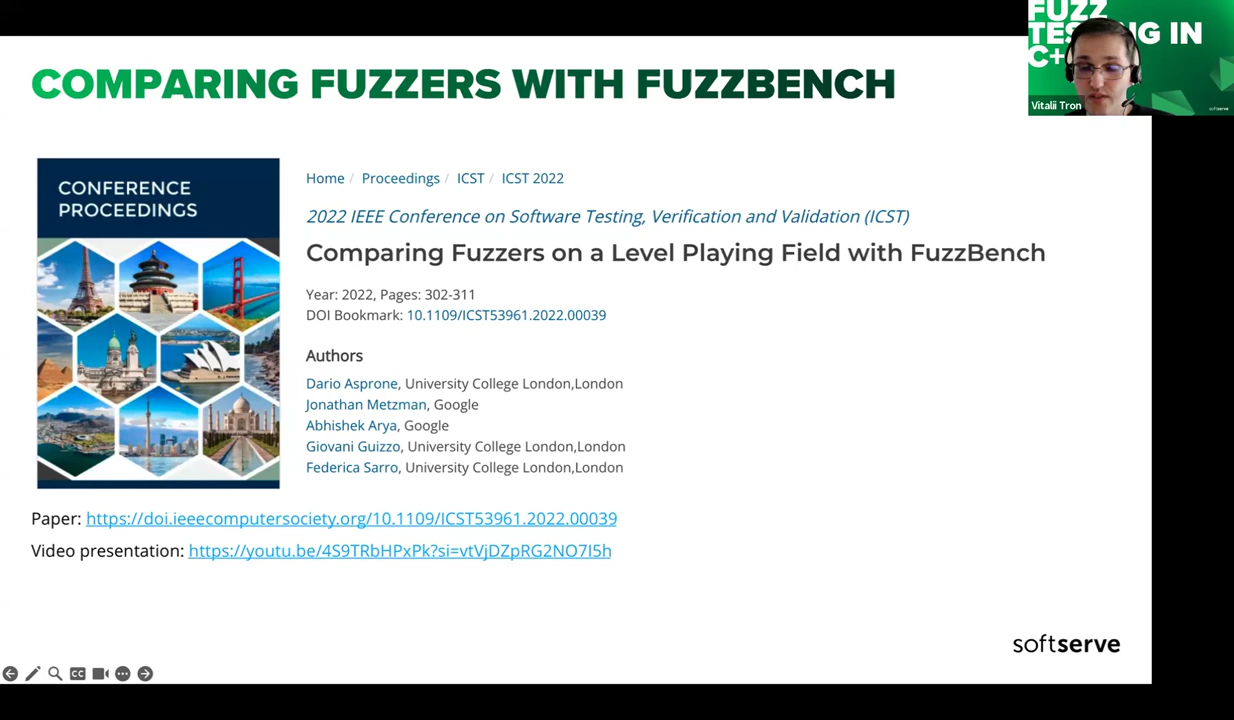 COMPARING FUZZERS WITH FUZZBENCH
FUZZ
TESTING IN
C++
Vitalii Tron
softserve
CONFERENCE
PROCEEDINGS
Home / Proceedings / ICST / ICST 2022
2022 IEEE Conference on Software Testing, Verification and Validation (ICST)
Comparing Fuzzers on a Level Playing Field with FuzzBench
Year: 2022, Pages: 302-311
DOI Bookmark: 10.1109/ICST53961.2022.00039
Authors
Dario Asprone, University College London,London
Jonathan Metzman, Google
Abhishek Arya, Google
Giovani Guizzo, University College London,London
Federica Sarro, University College London,London
Paper: https://doi.ieeecomputersociety.org/10.1109/ICST53961.2022.00039
Video presentation: https://youtu.be/4S9TRbHPxPk?si=vtVjDZpRG2NO7I5h
softserve
CC